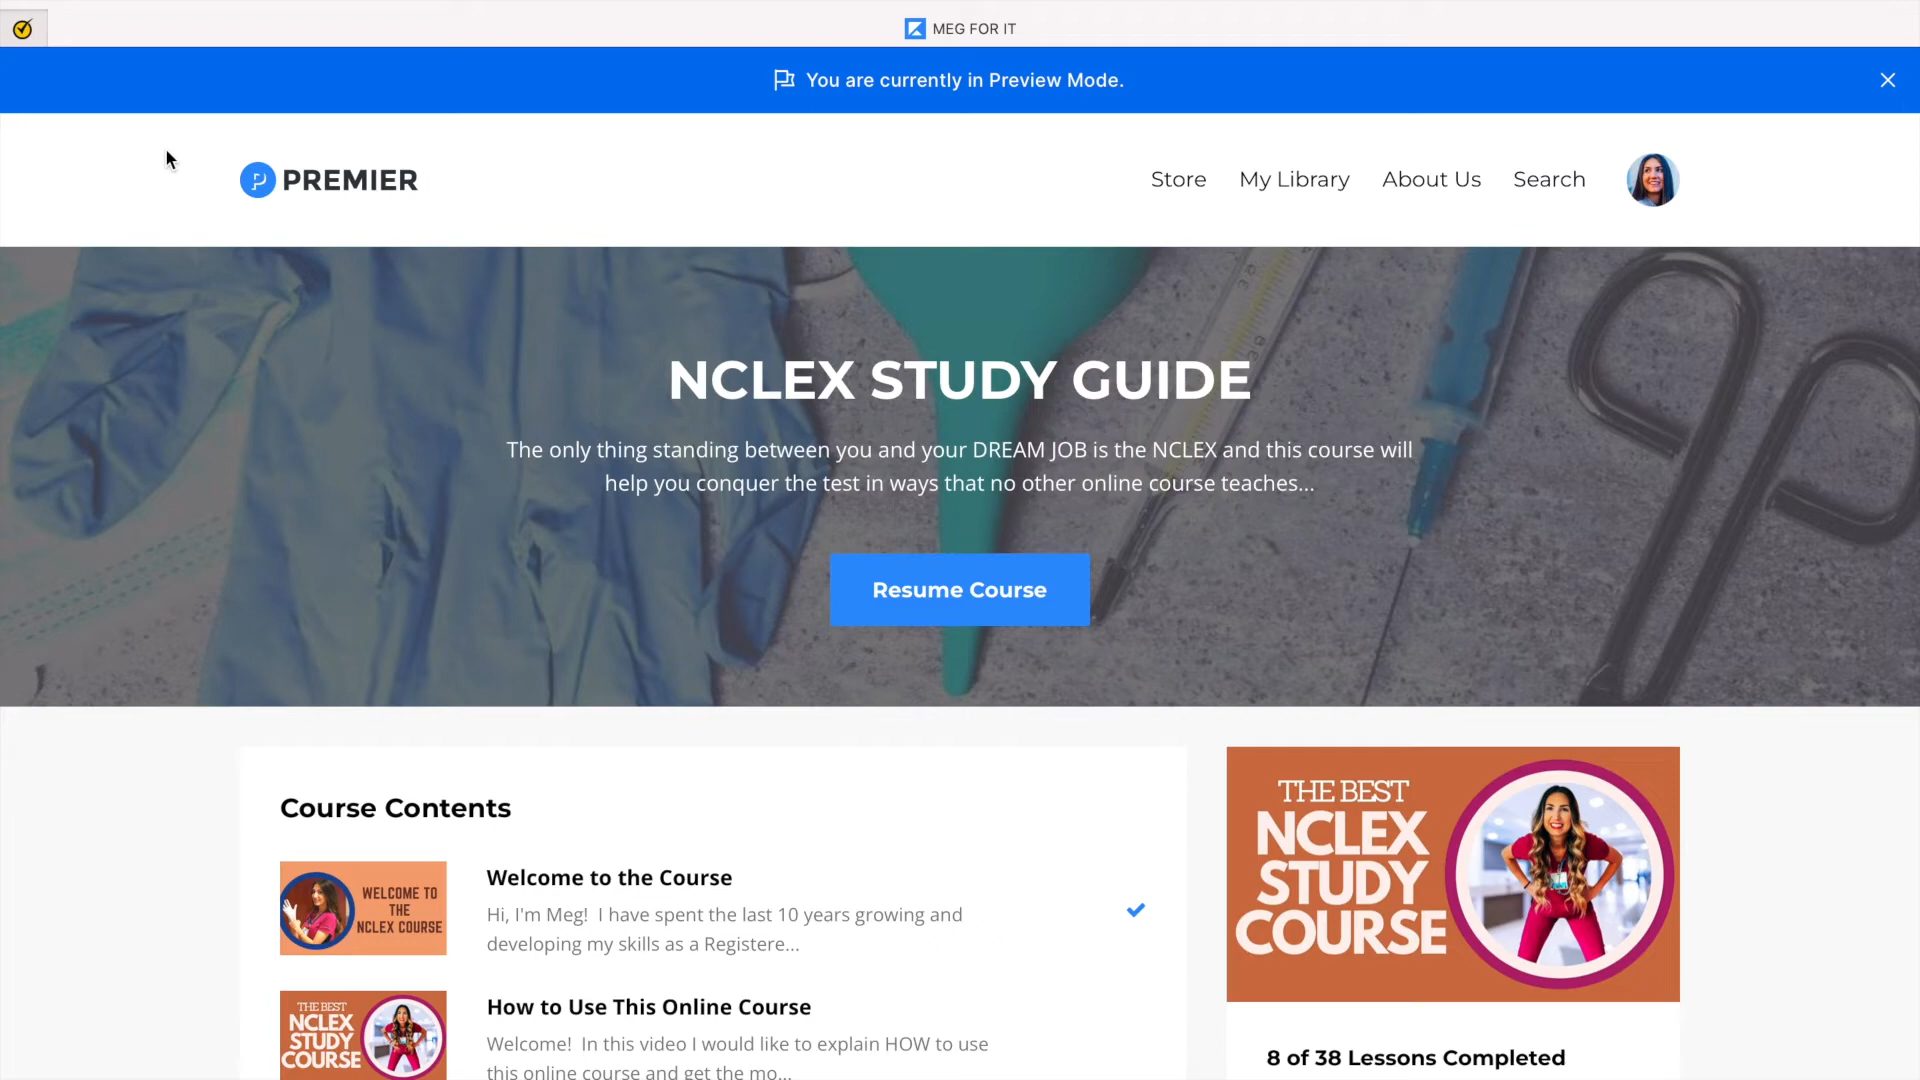 MEG FOR IT
You are currently in Preview Mode.
PREMIER
Store
My Library
About Us
Search
NCLEX STUDY GUIDE
The only thing standing between you and your DREAM JOB is the NCLEX and this course will
help you conquer the test in ways that no other online course teaches...
Resume Course
Course Contents
WELCOME TO
THE
NCLEX COURSE
Welcome to the Course
Hi, I'm Meg!  I have spent the last 10 years growing and
developing my skills as a Registere...
THE BEST
NCLEX
STUDY
COURSE
How to Use This Online Course
Welcome!  In this video I would like to explain HOW to use
this online course and get the mo...
THE BEST
NCLEX
STUDY
COURSE
8 of 38 Lessons Completed